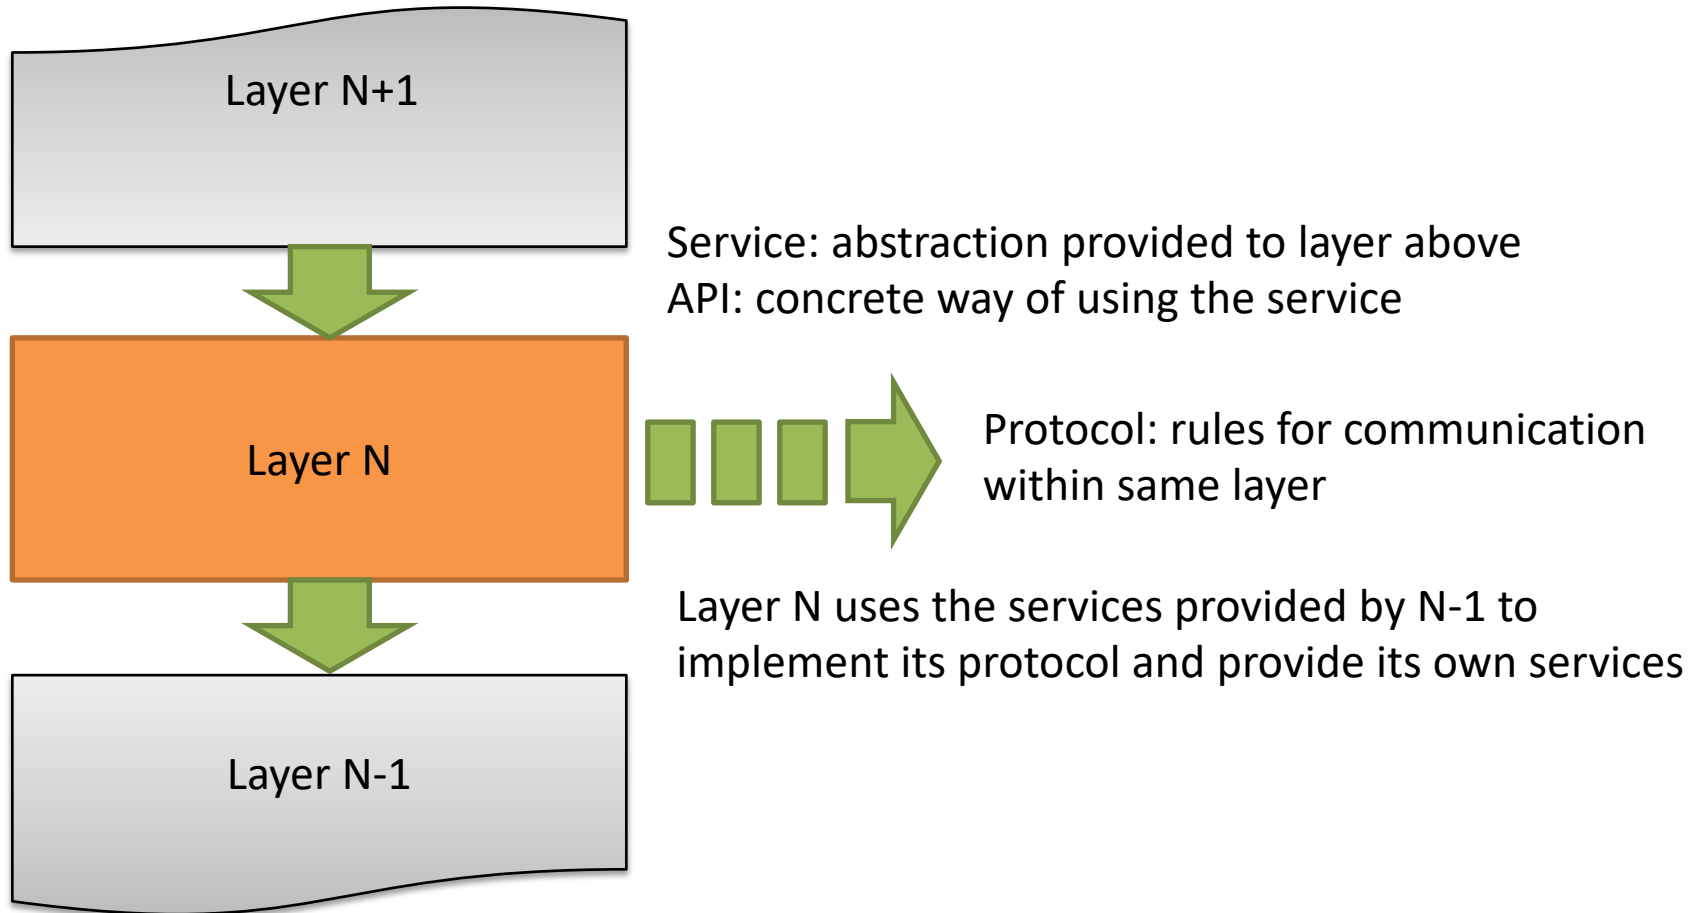 Layer N+1
Service: abstraction provided to layer above
API: concrete way of using the service
Layer N
Protocol: rules for communication
within same layer
Layer N uses the services provided by N-1 to
implement its protocol and provide its own services
Layer N-1